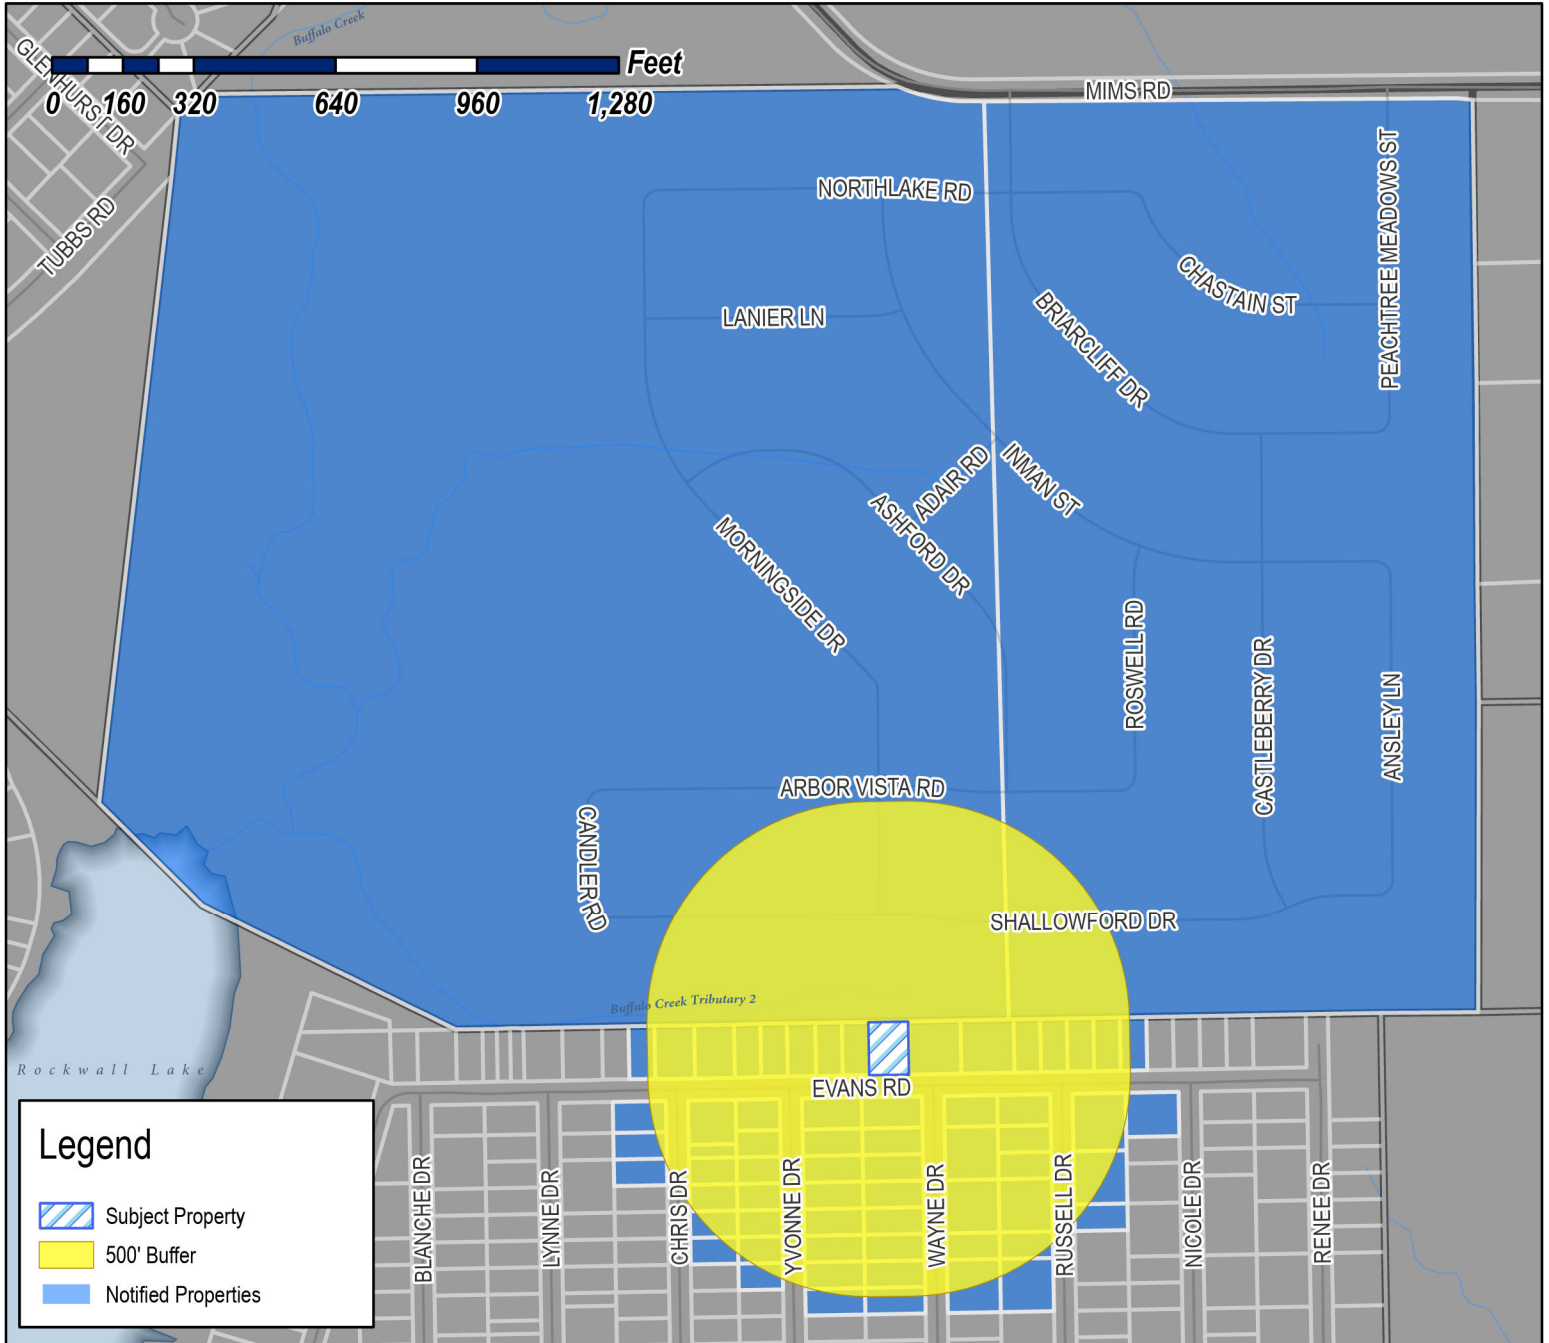 Buffalo Creek
GLENHURST DR
Feet
0 160 320 640 960 1,280
MIMS RD
TUBBS RD
NORTHLAKE RD
PEACHTREE MEADOWS ST
CHASTAIN ST
LANIER LN
BRIARCLIFF DR
ADAIR RD
INMAN ST
ASHFORD DR
MORNINGSIDE DR
ROSWELL RD
CASTLEBERRY DR
ANSLEY LN
ARBOR VISTA RD
CANDLER RD
SHALLOWFORD DR
Buffalo Creek Tributary 2
Rockwall Lake
EVANS RD
BLANCHE DR
LYNNE DR
CHRIS DR
YVONNE DR
WAYNE DR
RUSSELL DR
NICOLE DR
RENEE DR
Legend
Subject Property
500' Buffer
Notified Properties